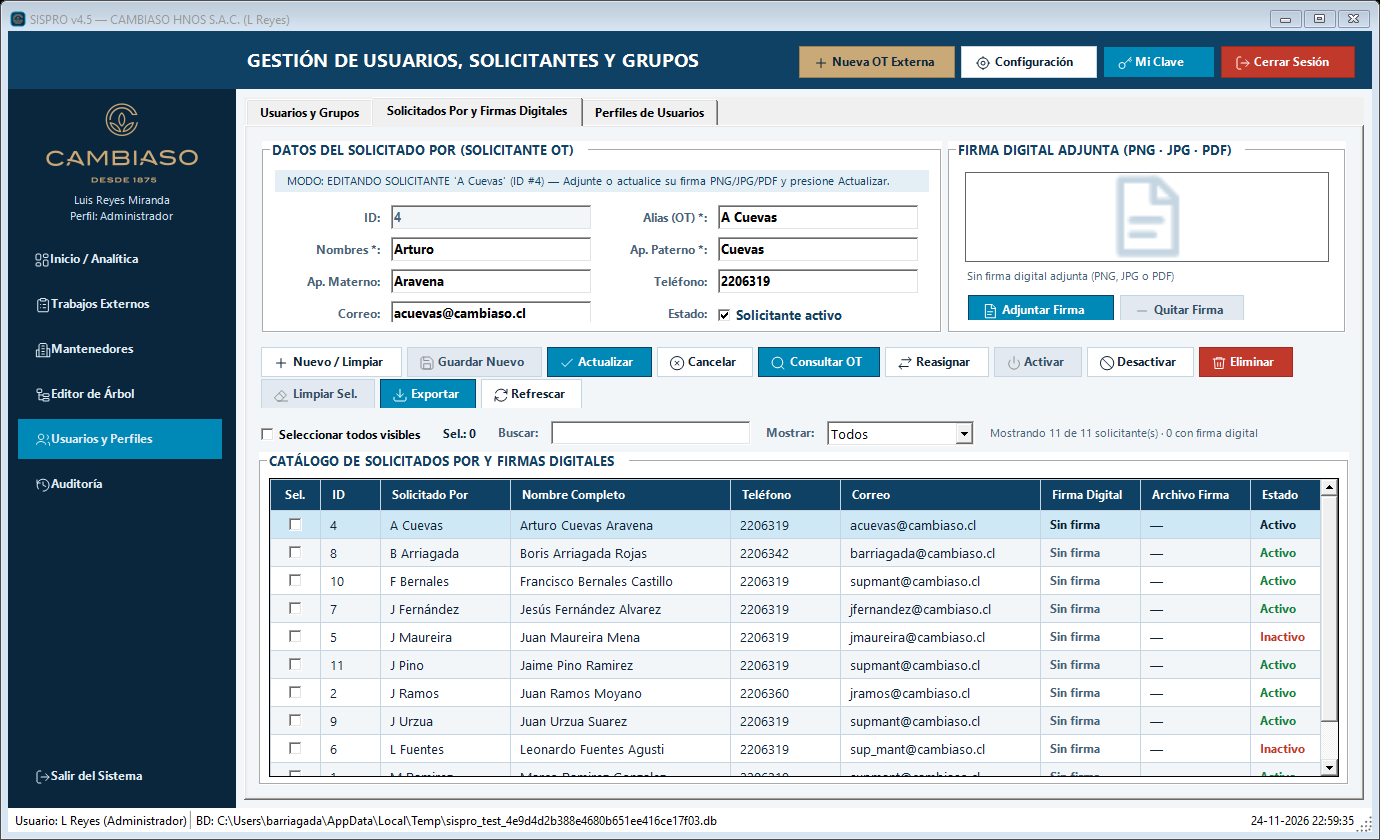 SISPRO v4.5 — CAMBIASO HNOS S.A.C. (L Reyes)
GESTIÓN DE USUARIOS, SOLICITANTES Y GRUPOS
Nueva OT Externa
Configuración
Mi Clave
Cerrar Sesión
CAMBIASO
DESDE 1875
Luis Reyes Miranda
Perfil: Administrador
Inicio / Analítica
Trabajos Externos
Mantenedores
Editor de Árbol
Usuarios y Perfiles
Auditoría
Salir del Sistema
Usuarios y Grupos
Solicitados Por y Firmas Digitales
Perfiles de Usuarios
DATOS DEL SOLICITADO POR (SOLICITANTE OT)
MODO: EDITANDO SOLICITANTE 'A Cuevas' (ID #4) — Adjunte o actualice su firma PNG/JPG/PDF y presione Actualizar.
ID: 4 Alias (OT) *: A Cuevas
Nombres *: Arturo Ap. Paterno *: Cuevas
Ap. Materno: Aravena Teléfono: 2206319
Correo: acuevas@cambiaso.cl Estado: Solicitante activo
FIRMA DIGITAL ADJUNTA (PNG · JPG · PDF)
Sin firma digital adjunta (PNG, JPG o PDF)
Adjuntar Firma — Quitar Firma
+ Nuevo / Limpiar Guardar Nuevo Actualizar Cancelar Consultar OT Reasignar Activar Desactivar Eliminar
Limpiar Sel. Exportar Refrescar
Seleccionar todos visibles Sel.: 0 Buscar: Mostrar: Todos Mostrando 11 de 11 solicitante(s) · 0 con firma digital
CATÁLOGO DE SOLICITADOS POR Y FIRMAS DIGITALES
Sel. ID Solicitado Por Nombre Completo Teléfono Correo Firma Digital Archivo Firma Estado
4 A Cuevas Arturo Cuevas Aravena 2206319 acuevas@cambiaso.cl Sin firma — Activo
8 B Arriagada Boris Arriagada Rojas 2206342 barriagada@cambiaso.cl Sin firma — Activo
10 F Bernales Francisco Bernales Castillo 2206319 supmant@cambiaso.cl Sin firma — Activo
7 J Fernández Jesús Fernández Alvarez 2206319 jfernandez@cambiaso.cl Sin firma — Activo
5 J Maureira Juan Maureira Mena 2206319 jmaureira@cambiaso.cl Sin firma — Inactivo
11 J Pino Jaime Pino Ramirez 2206319 supmant@cambiaso.cl Sin firma — Activo
2 J Ramos Juan Ramos Moyano 2206360 jramos@cambiaso.cl Sin firma — Activo
9 J Urzua Juan Urzua Suarez 2206319 supmant@cambiaso.cl Sin firma — Activo
6 L Fuentes Leonardo Fuentes Agusti 2206319 sup_mant@cambiaso.cl Sin firma — Inactivo
Usuario: L Reyes (Administrador) BD: C:\Users\barriagada\AppData\Local\Temp\sispro_test_4e9d4d2b388e4680b651ee416ce17f03.db 24-11-2026 22:59:35